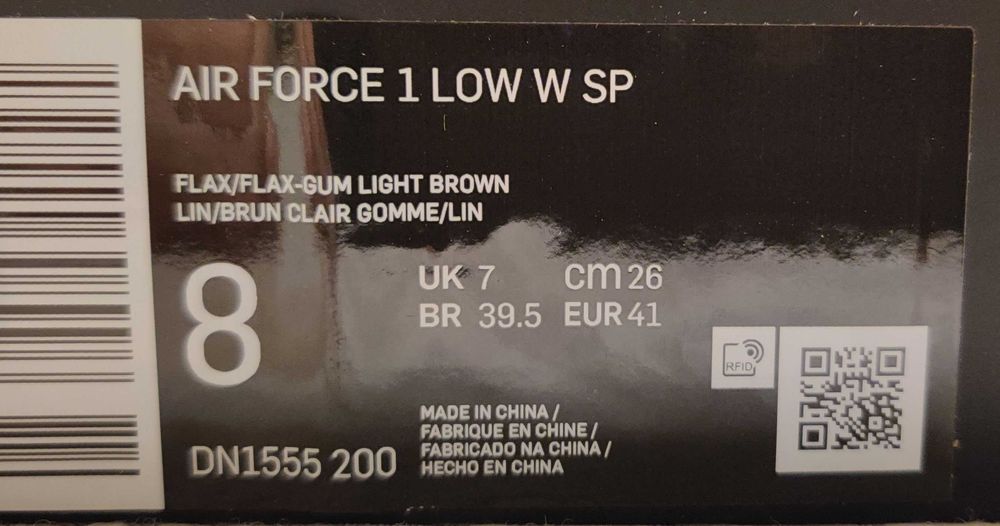 AIR FORCE 1 LOW W SP
FLAX/FLAX-GUM LIGHT BROWN
LIN/BRUN CLAIR GOMME/LIN
8
UK 7 cm 26
BR 39.5 EUR 41
RFID
MADE IN CHINA /
FABRIQUE EN CHINE /
FABRICADO NA CHINA /
HECHO EN CHINA
DN1555 200